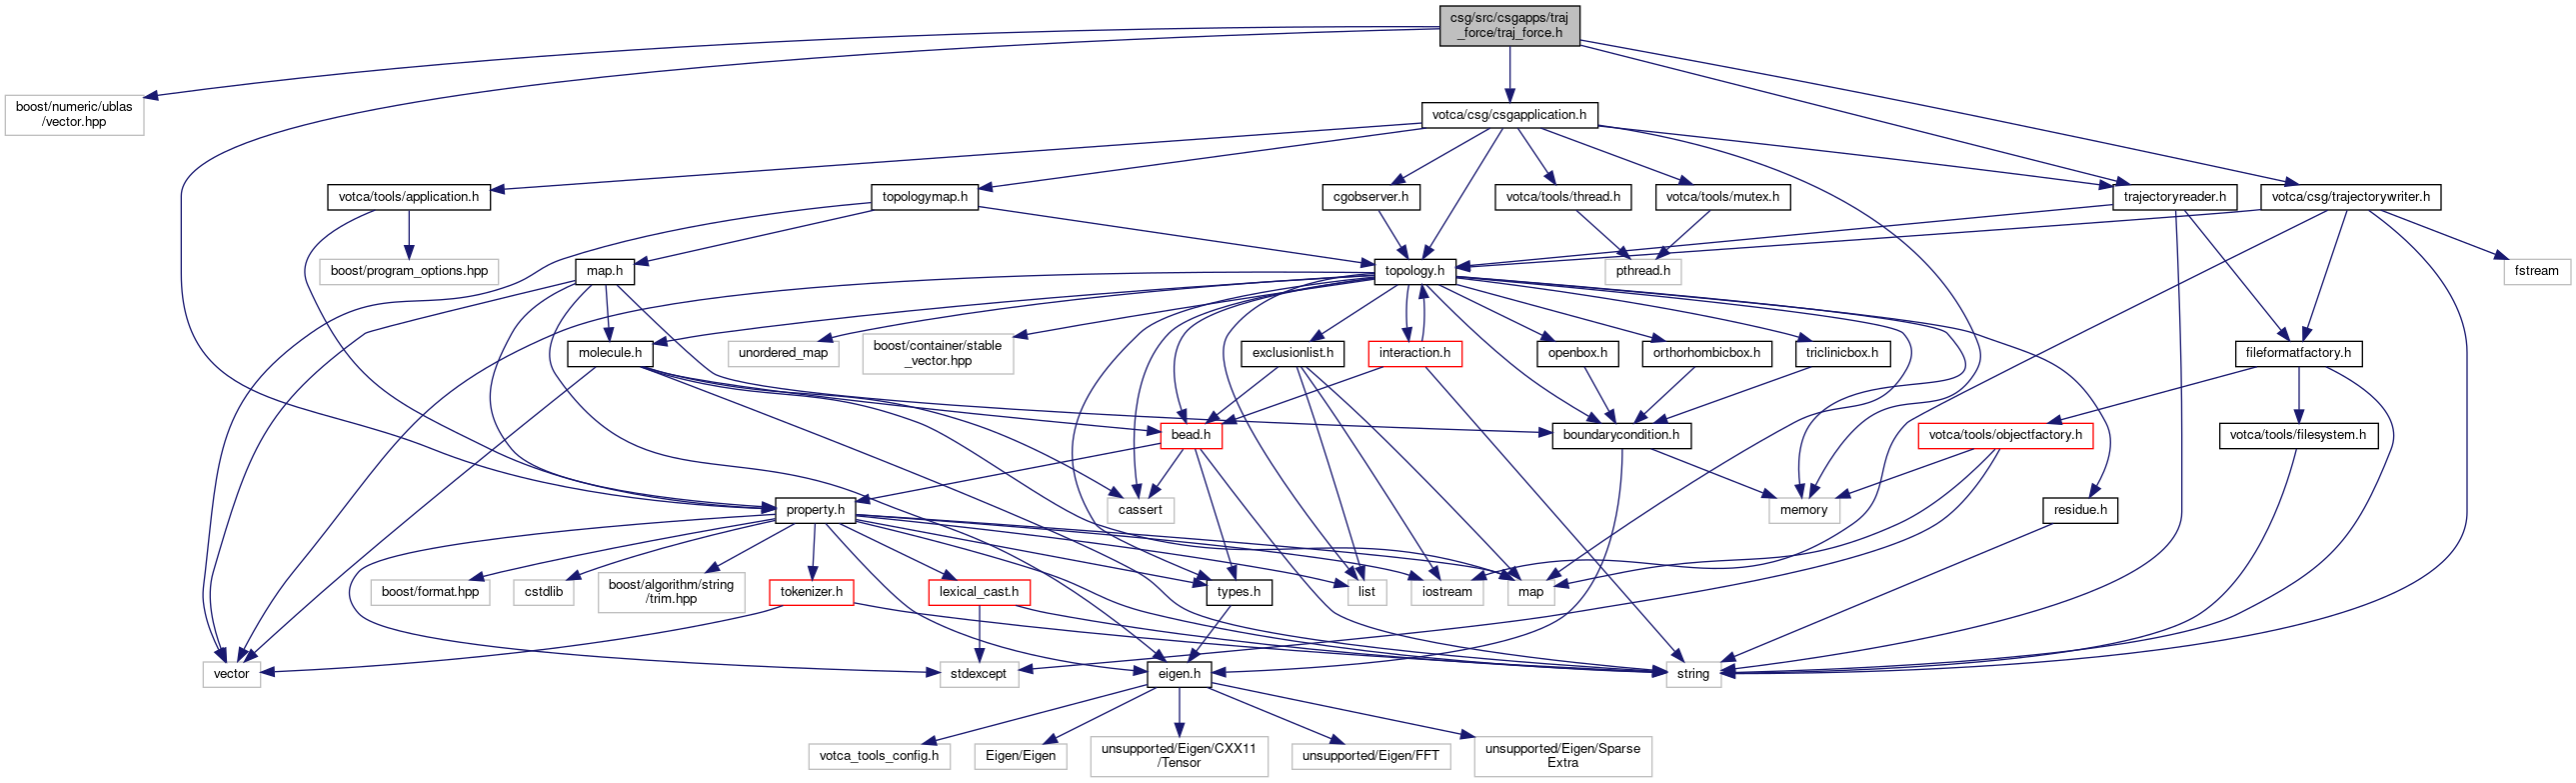 csg/src/csgapps/traj
_force/traj_force.h
boost/numeric/ublas
/vector.hpp
votca/csg/csgapplication.h
votca/tools/application.h
topologymap.h
cgobserver.h
votca/tools/thread.h
votca/tools/mutex.h
trajectoryreader.h
votca/csg/trajectorywriter.h
boost/program_options.hpp
map.h
topology.h
pthread.h
fstream
molecule.h
unordered_map
boost/container/stable
_vector.hpp
exclusionlist.h
interaction.h
openbox.h
orthorhombicbox.h
triclinicbox.h
fileformatfactory.h
bead.h
boundarycondition.h
votca/tools/objectfactory.h
votca/tools/filesystem.h
property.h
cassert
memory
residue.h
boost/format.hpp
cstdlib
boost/algorithm/string
/trim.hpp
tokenizer.h
lexical_cast.h
types.h
list
iostream
map
vector
stdexcept
eigen.h
string
votca_tools_config.h
Eigen/Eigen
unsupported/Eigen/CXX11
/Tensor
unsupported/Eigen/FFT
unsupported/Eigen/Sparse
Extra